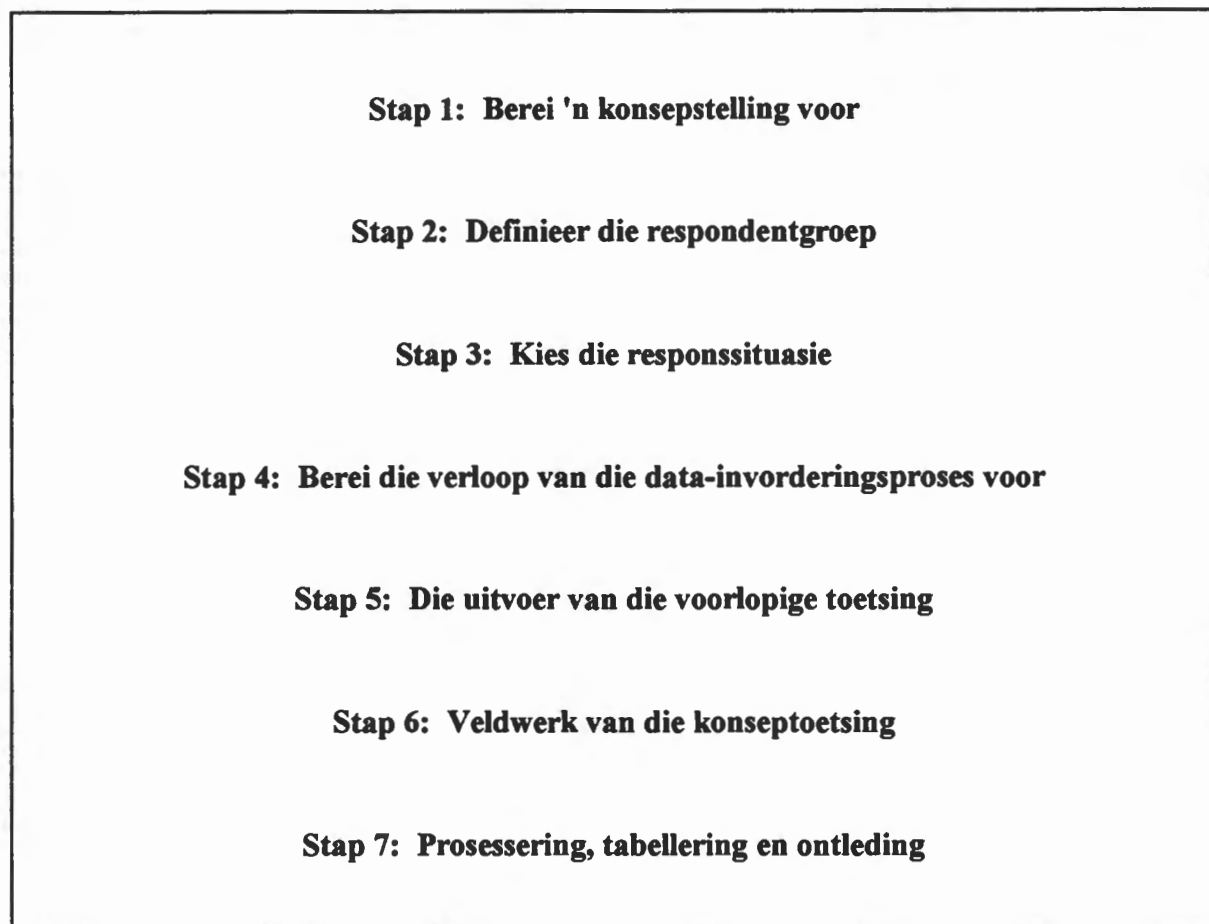 Stap 1: Berei 'n konsepstelling voor
Stap 2: Definieer die respondentgroep
Stap 3: Kies die responssituasie
Stap 4: Berei die verloop van die data-invorderingsproses voor
Stap 5: Die uitvoer van die voorlopige toetsing
Stap 6: Veldwerk van die konseptoetsing
Stap 7: Prosessering, tabellering en ontleding